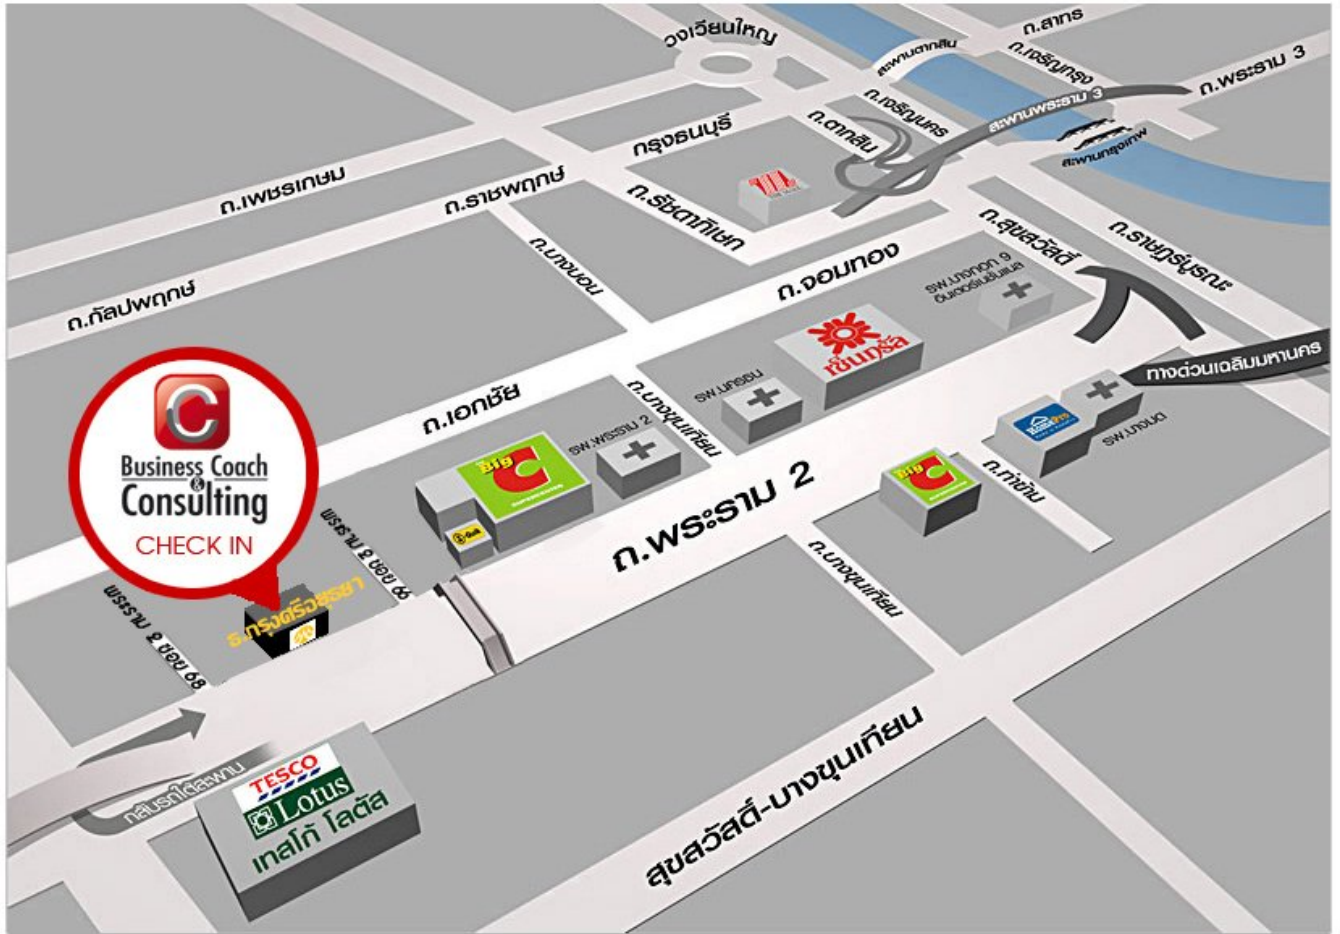 ถ.สาทร
วงเวียนใหญ่
สะพานตากสิน
ถ.เจริญกรุง
ถ.พระราม 3
ถ.เจริญนคร
สะพานพระราม 3
กรุงธนบุรี
ถ.ตากสิน
สะพานกรุงเทพ
ถ.เพชรเกษม
ถ.ราชพฤกษ์
ถ.รัชดาภิเษก
ถ.สุขสวัสดิ์
ถ.ราษฎร์บูรณะ
ถ.บางบอน
ถ.จอมทอง
รพ.บางกอก 9
อินเตอร์เนชั่นแนล
ถ.กัลปพฤกษ์
เซ็นทรัล
ทางด่วนเฉลิมมหานคร
รพ.นครธน
ถ.เอกชัย
ถ.บางขุนเทียน
HomePro
รพ.บางมด
รพ.พระราม 2
Big C
SUPERCENTER
Big C
ถ.ท่าข้าม
Business Coach
&
Consulting
CHECK IN
ถ.พระราม 2
พระราม 2 ซอย 66
ถ.บางขุนเทียน
ธ.กรุงศรีอยุธยา
พระราม 2 ซอย 68
กลับรถใต้สะพาน
TESCO
Lotus
เทสโก้ โลตัส
สุขสวัสดิ์-บางขุนเทียน